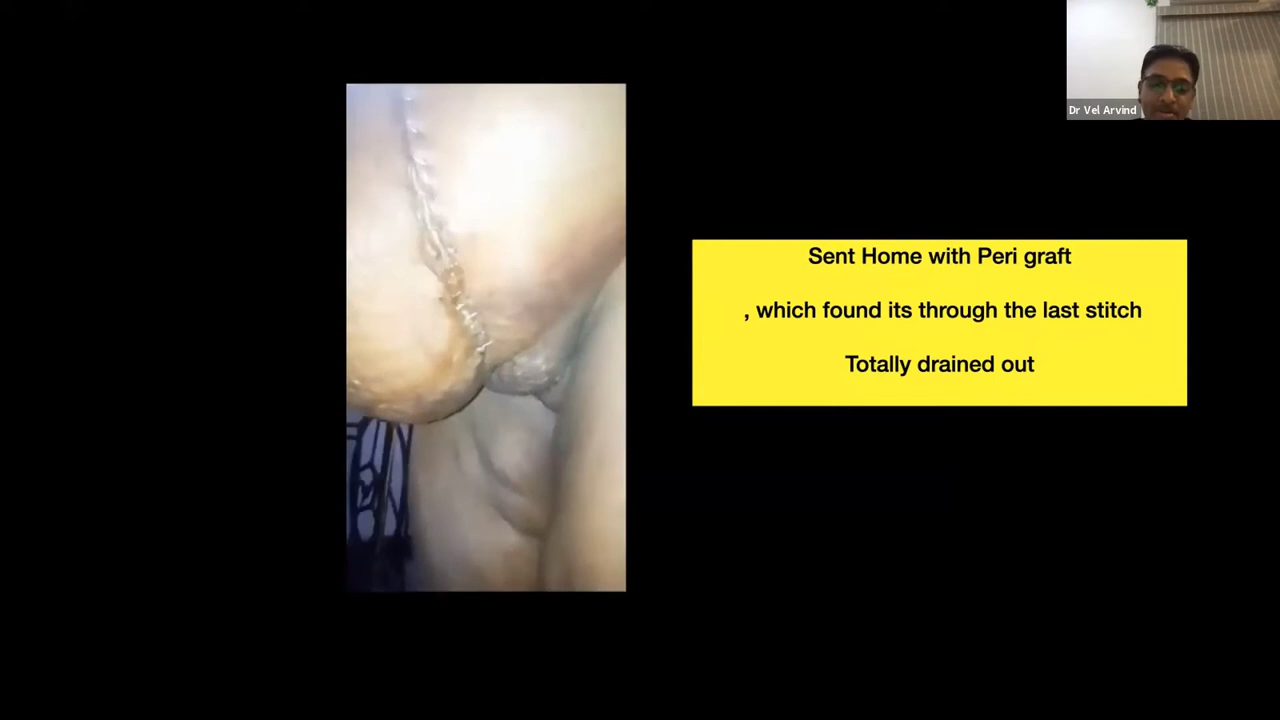 Dr Vel Arvind
Sent Home with Peri graft
, which found its through the last stitch
Totally drained out